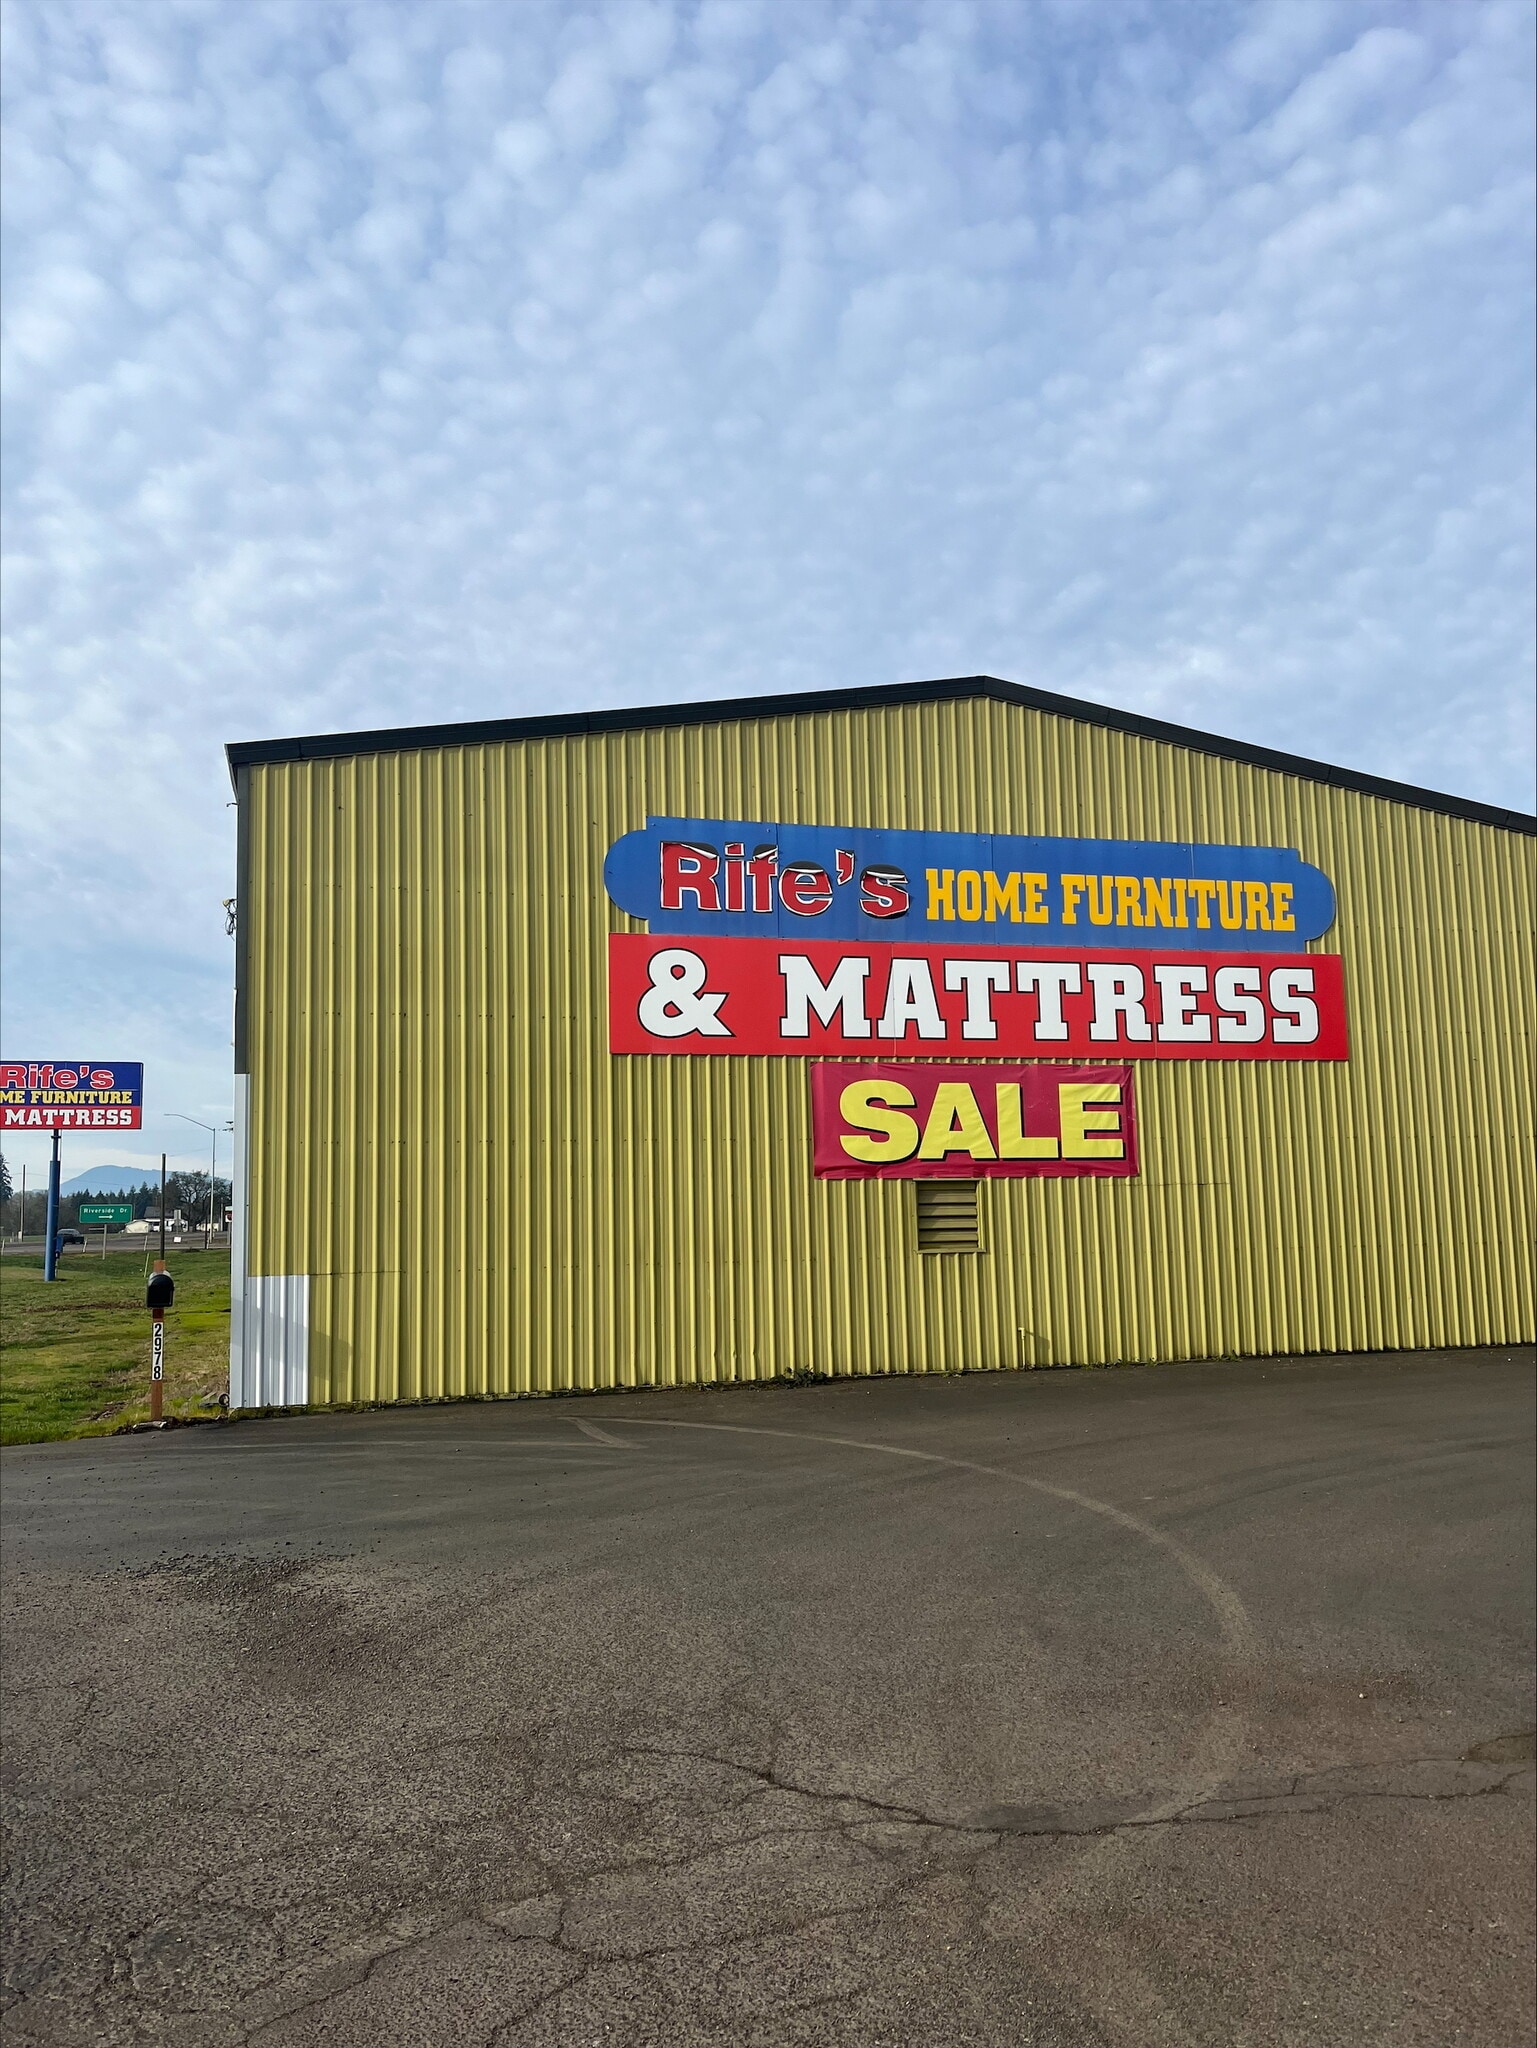 Rife's HOME FURNITURE
& MATTRESS
SALE
Rife's
ME FURNITURE
MATTRESS
Riverside Dr
2978